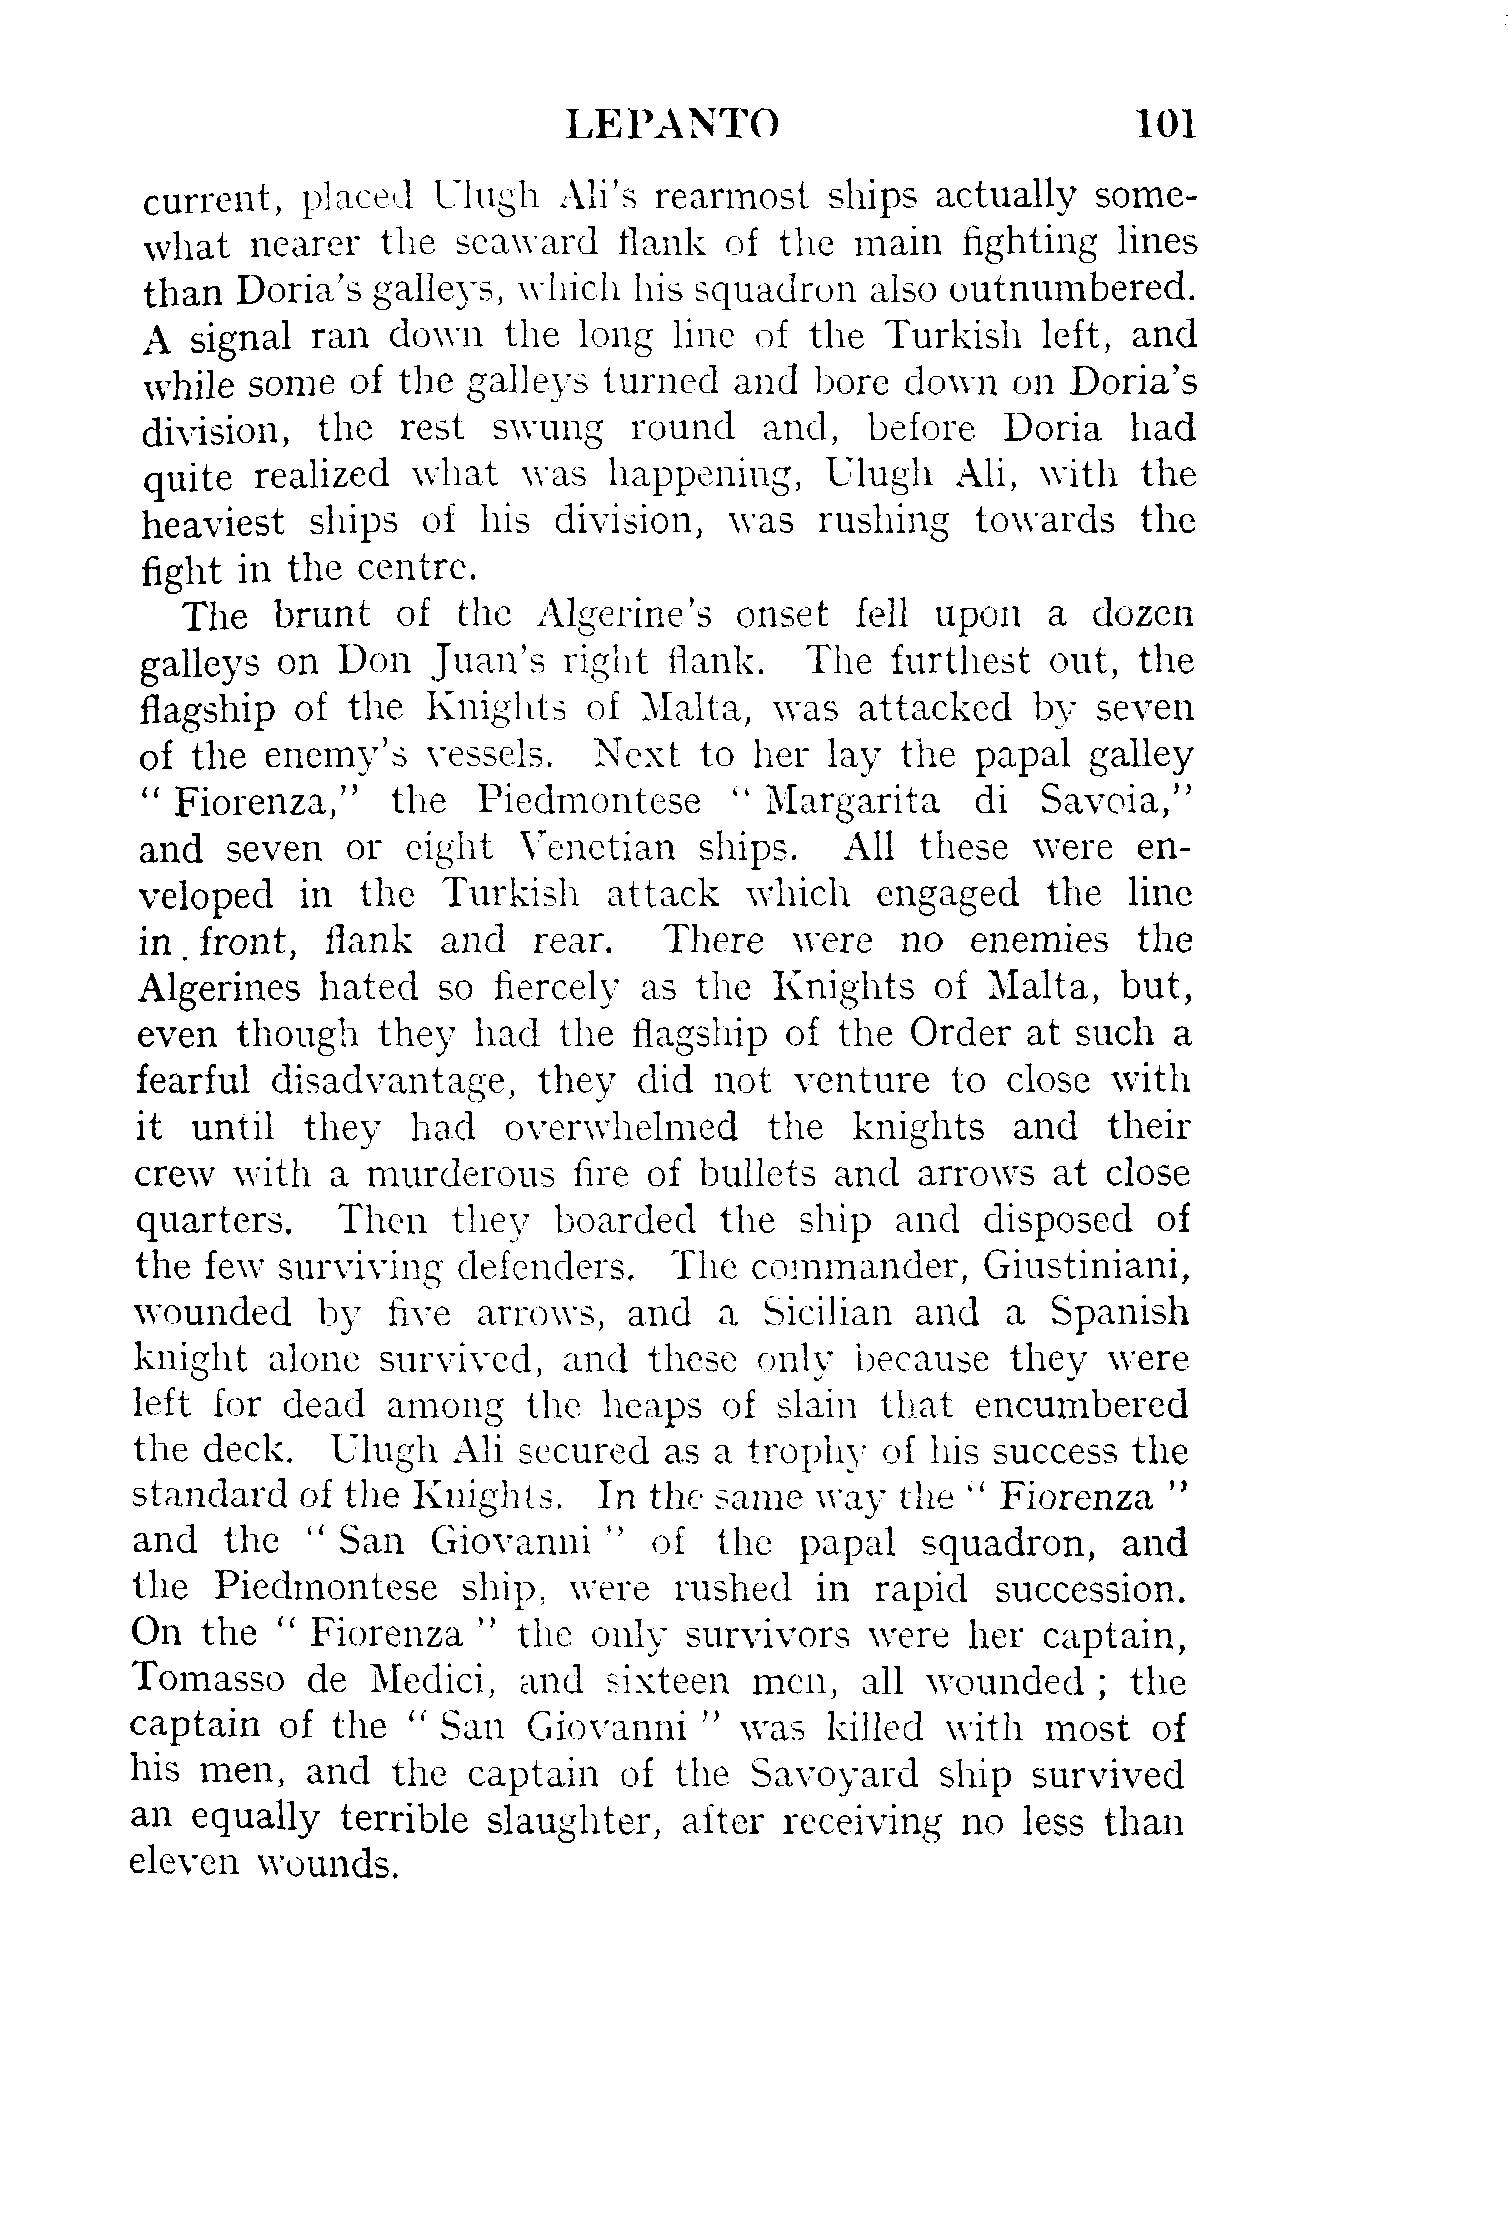 LEPANTO 101
current, placed Ulugh Ali's rearmost ships actually some-
what nearer the seaward flank of the main fighting lines
than Doria's galleys, which his squadron also outnumbered.
A signal ran down the long line of the Turkish left, and
while some of the galleys turned and bore down on Doria's
division, the rest swung round and, before Doria had
quite realized what was happening, Ulugh Ali, with the
heaviest ships of his division, was rushing towards the
fight in the centre.
The brunt of the Algerine's onset fell upon a dozen
galleys on Don Juan's right flank. The furthest out, the
flagship of the Knights of Malta, was attacked by seven
of the enemy's vessels. Next to her lay the papal galley
" Fiorenza," the Piedmontese " Margarita di Savoia,"
and seven or eight Venetian ships. All these were en-
veloped in the Turkish attack which engaged the line
in . front, flank and rear. There were no enemies the
Algerines hated so fiercely as the Knights of Malta, but,
even though they had the flagship of the Order at such a
fearful disadvantage, they did not venture to close with
it until they had overwhelmed the knights and their
crew with a murderous fire of bullets and arrows at close
quarters. Then they boarded the ship and disposed of
the few surviving defenders. The commander, Giustiniani,
wounded by five arrows, and a Sicilian and a Spanish
knight alone survived, and these only because they were
left for dead among the heaps of slain that encumbered
the deck. Ulugh Ali secured as a trophy of his success the
standard of the Knights. In the same way the " Fiorenza "
and the " San Giovanni " of the papal squadron, and
the Piedmontese ship, were rushed in rapid succession.
On the " Fiorenza " the only survivors were her captain,
Tomasso de Medici, and sixteen men, all wounded ; the
captain of the " San Giovanni " was killed with most of
his men, and the captain of the Savoyard ship survived
an equally terrible slaughter, after receiving no less than
eleven wounds.